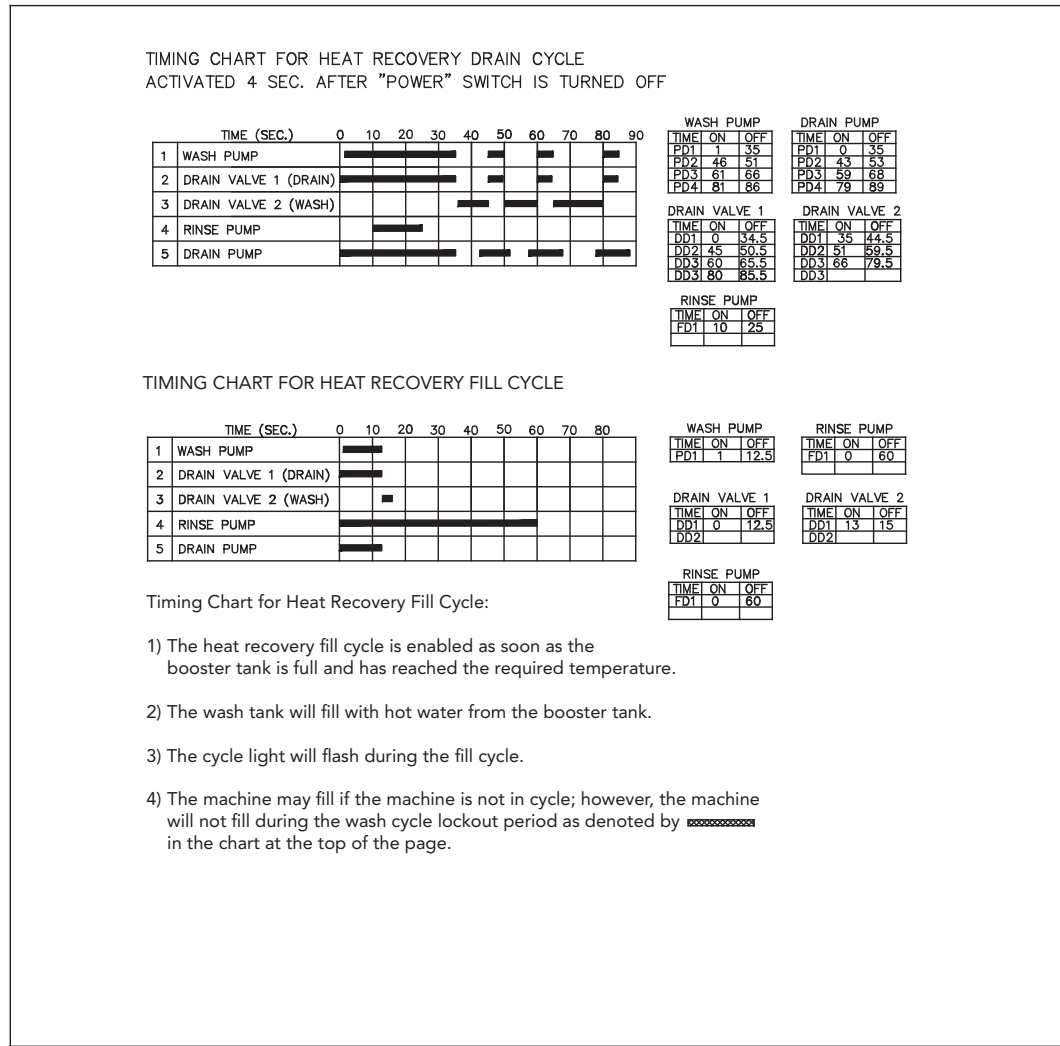 TIMING CHART FOR HEAT RECOVERY DRAIN CYCLE
ACTIVATED 4 SEC. AFTER "POWER" SWITCH IS TURNED OFF
TIME (SEC.) 0 10 20 30 40 50 60 70 80 90
1 WASH PUMP
2 DRAIN VALVE 1 (DRAIN)
3 DRAIN VALVE 2 (WASH)
4 RINSE PUMP
5 DRAIN PUMP
WASH PUMP
TIME ON OFF
PD1 1 35
PD2 46 51
PD3 61 66
PD4 81 86
DRAIN PUMP
TIME ON OFF
PD1 0 35
PD2 43 53
PD3 59 68
PD4 79 89
DRAIN VALVE 1
TIME ON OFF
DD1 0 34.5
DD2 45 50.5
DD3 60 65.5
DD3 80 85.5
DRAIN VALVE 2
TIME ON OFF
DD1 35 44.5
DD2 51 59.5
DD3 66 79.5
DD3
RINSE PUMP
TIME ON OFF
FD1 10 25
TIMING CHART FOR HEAT RECOVERY FILL CYCLE
TIME (SEC.) 0 10 20 30 40 50 60 70 80
1 WASH PUMP
2 DRAIN VALVE 1 (DRAIN)
3 DRAIN VALVE 2 (WASH)
4 RINSE PUMP
5 DRAIN PUMP
WASH PUMP
TIME ON OFF
PD1 1 12.5
RINSE PUMP
TIME ON OFF
FD1 0 60
DRAIN VALVE 1
TIME ON OFF
DD1 0 12.5
DD2
DRAIN VALVE 2
TIME ON OFF
DD1 13 15
DD2
RINSE PUMP
TIME ON OFF
FD1 0 60
Timing Chart for Heat Recovery Fill Cycle:
1) The heat recovery fill cycle is enabled as soon as the
booster tank is full and has reached the required temperature.
2) The wash tank will fill with hot water from the booster tank.
3) The cycle light will flash during the fill cycle.
4) The machine may fill if the machine is not in cycle; however, the machine
will not fill during the wash cycle lockout period as denoted by
in the chart at the top of the page.